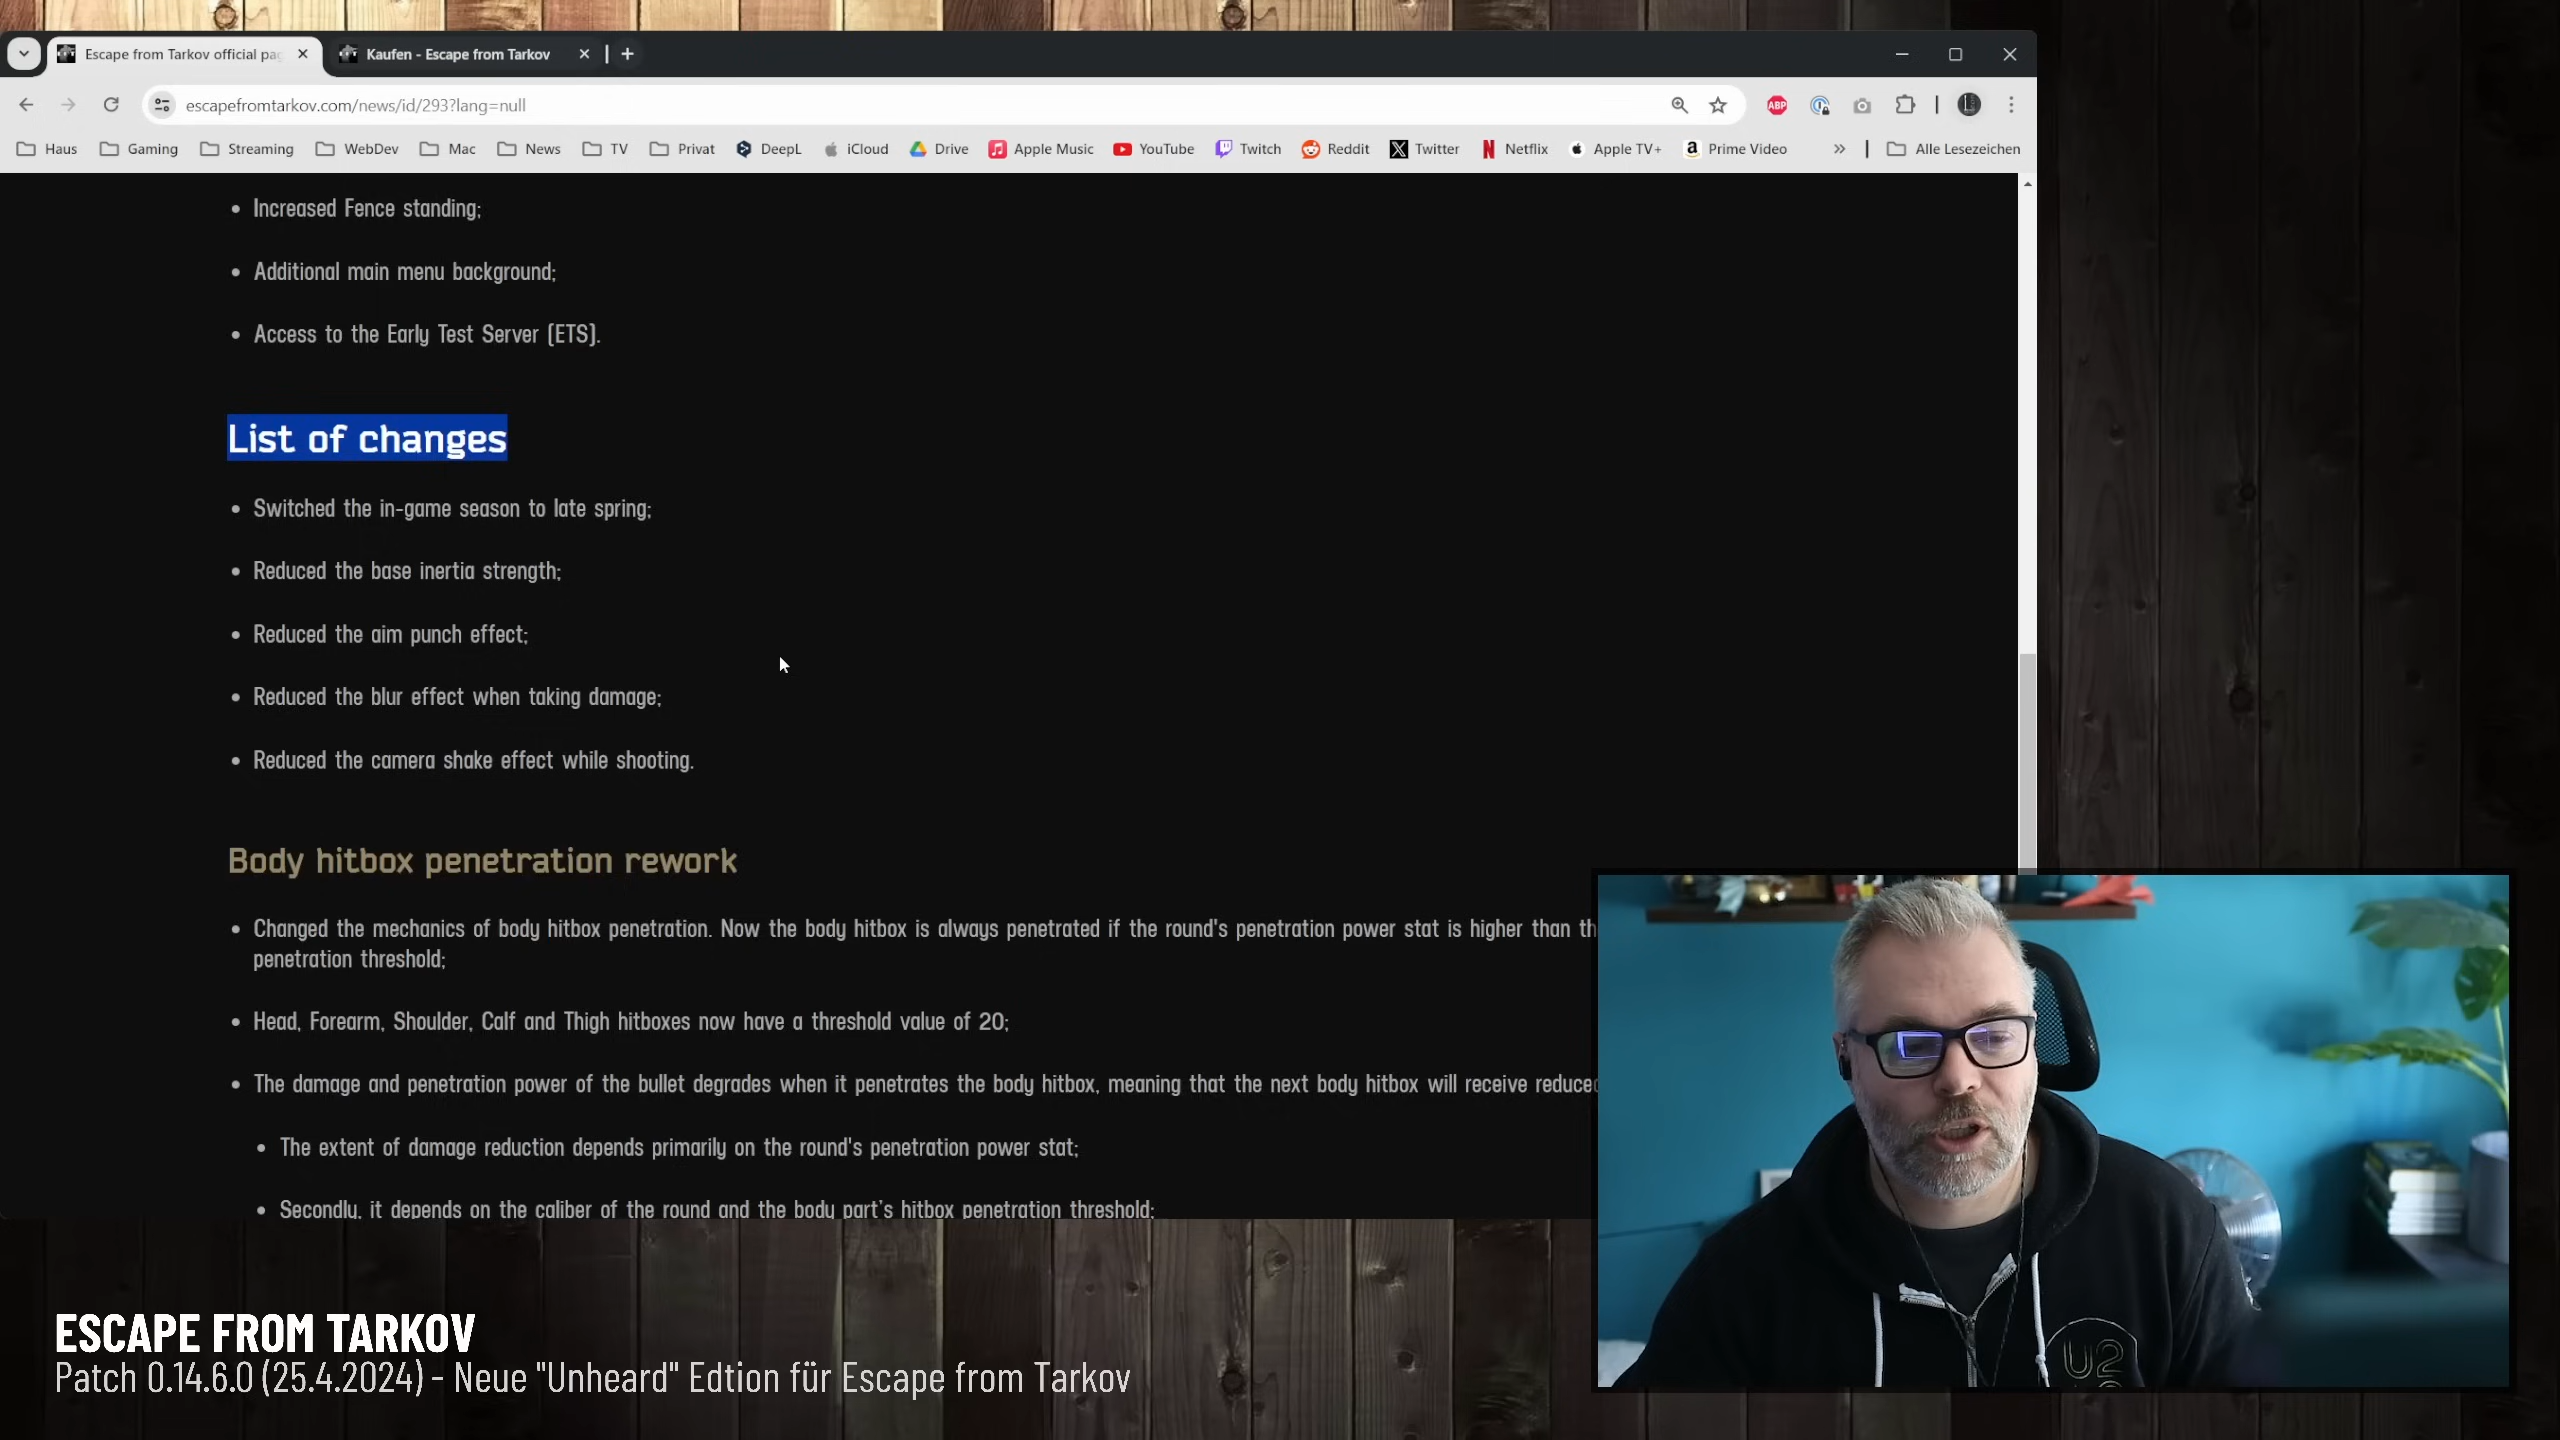 Escape from Tarkov official pag
Kaufen - Escape from Tarkov
escapefromtarkov.com/news/id/293?lang=null
ABP
Haus
Gaming
Streaming
WebDev
Mac
News
TV
Privat
DeepL
iCloud
Drive
Apple Music
YouTube
Twitch
Reddit
Twitter
Netflix
Apple TV+
Prime Video
Alle Lesezeichen
• Increased Fence standing;
• Additional main menu background;
• Access to the Early Test Server (ETS).
List of changes
• Switched the in-game season to late spring;
• Reduced the base inertia strength;
• Reduced the aim punch effect;
• Reduced the blur effect when taking damage;
• Reduced the camera shake effect while shooting.
Body hitbox penetration rework
• Changed the mechanics of body hitbox penetration. Now the body hitbox is always penetrated if the round's penetration power stat is higher than th
penetration threshold;
• Head, Forearm, Shoulder, Calf and Thigh hitboxes now have a threshold value of 20;
• The damage and penetration power of the bullet degrades when it penetrates the body hitbox, meaning that the next body hitbox will receive reduced
• The extent of damage reduction depends primarily on the round's penetration power stat;
• Secondly, it depends on the caliber of the round and the body part's hitbox penetration threshold;
U2
ESCAPE FROM TARKOV
Patch 0.14.6.0 (25.4.2024) - Neue "Unheard" Edtion für Escape from Tarkov